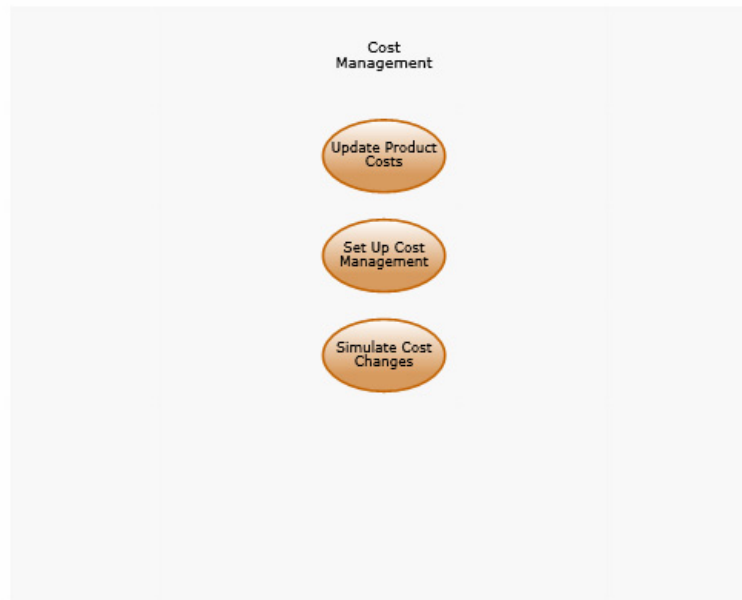 Cost
Management
Update Product
Costs
Set Up Cost
Management
Simulate Cost
Changes